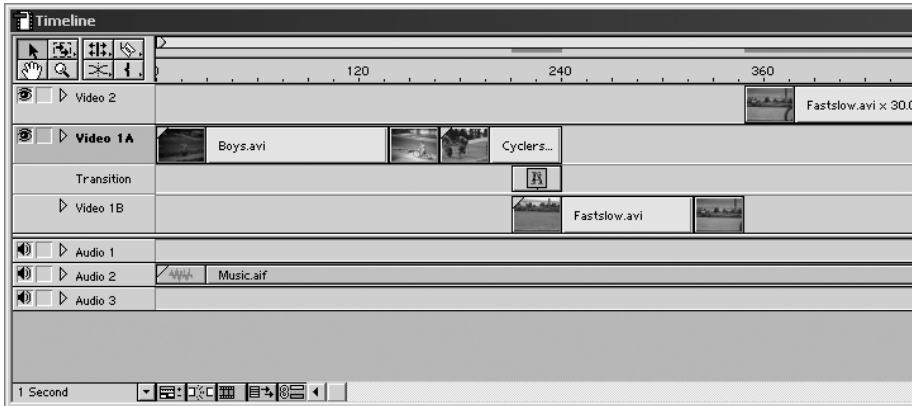 Timeline
0 120 240 360
Video 2
Fastslow.avi x 30.0
Video 1A
Boys.avi
Cyclers...
Transition
Video 1B
Fastslow.avi
Audio 1
Audio 2
Music.aif
Audio 3
1 Second